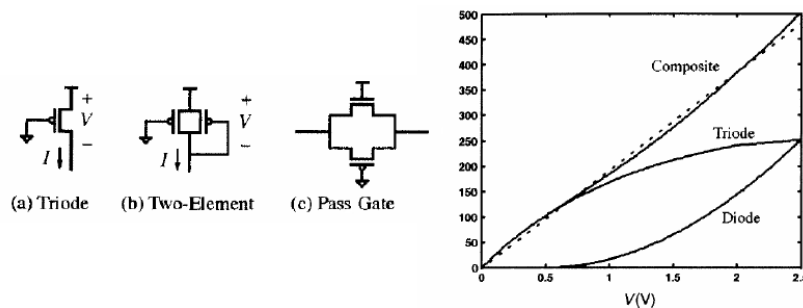 +
V
−
I
(a) Triode
+
V
−
I
(b) Two-Element
(c) Pass Gate
500
450
400
350
300
250
200
150
100
50
0
Composite
Triode
Diode
0
0.5
1
1.5
2
2.
V(V)